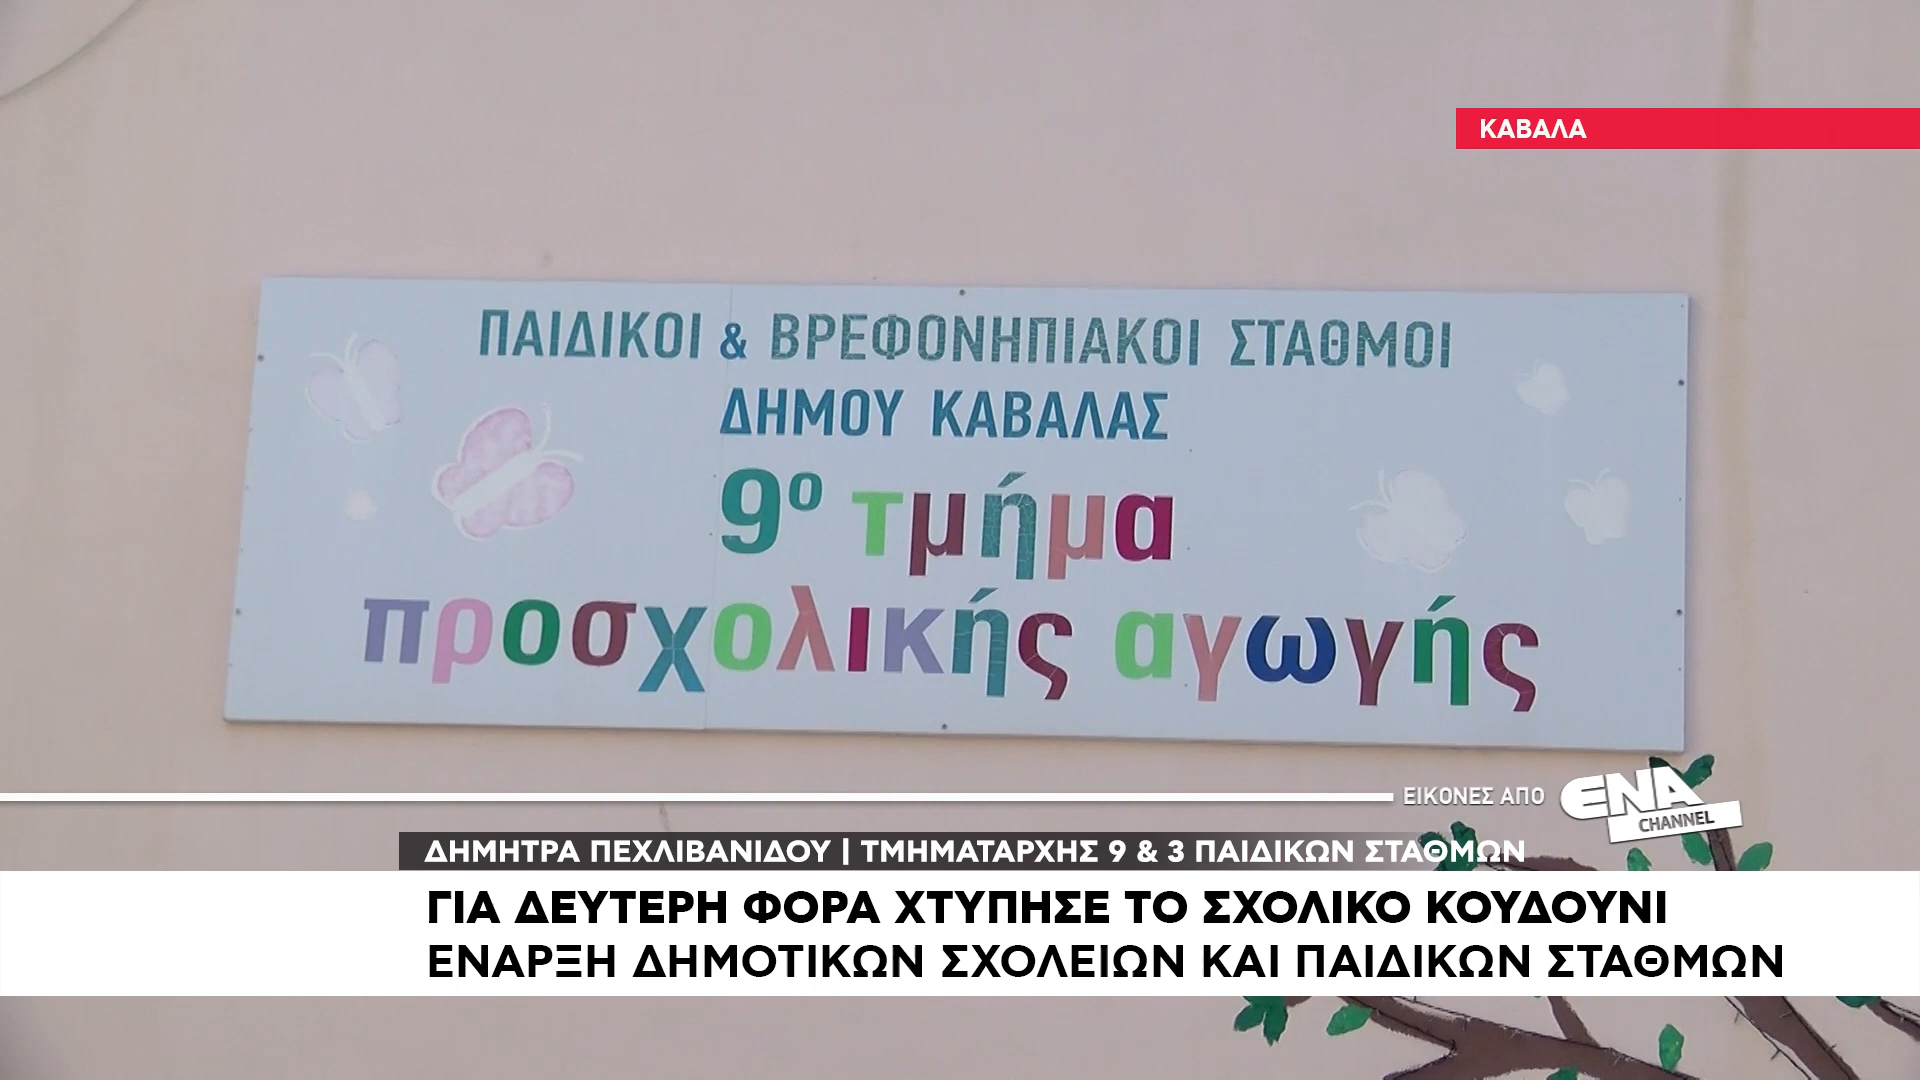 ΚΑΒΑΛΑ
ΠΑΙΔΙΚΟΙ & ΒΡΕΦΟΝΗΠΙΑΚΟΙ ΣΤΑΘΜΟΙ
ΔΗΜΟΥ ΚΑΒΑΛΑΣ
9ο τμήμα
προσχολικής αγωγής
ΕΙΚΟΝΕΣ ΑΠΟ
ENA
CHANNEL
ΔΗΜΗΤΡΑ ΠΕΧΛΙΒΑΝΙΔΟΥ | ΤΜΗΜΑΤΑΡΧΗΣ 9 & 3 ΠΑΙΔΙΚΩΝ ΣΤΑΘΜΩΝ
ΓΙΑ ΔΕΥΤΕΡΗ ΦΟΡΑ ΧΤΥΠΗΣΕ ΤΟ ΣΧΟΛΙΚΟ ΚΟΥΔΟΥΝΙ
ΕΝΑΡΞΗ ΔΗΜΟΤΙΚΩΝ ΣΧΟΛΕΙΩΝ ΚΑΙ ΠΑΙΔΙΚΩΝ ΣΤΑΘΜΩΝ